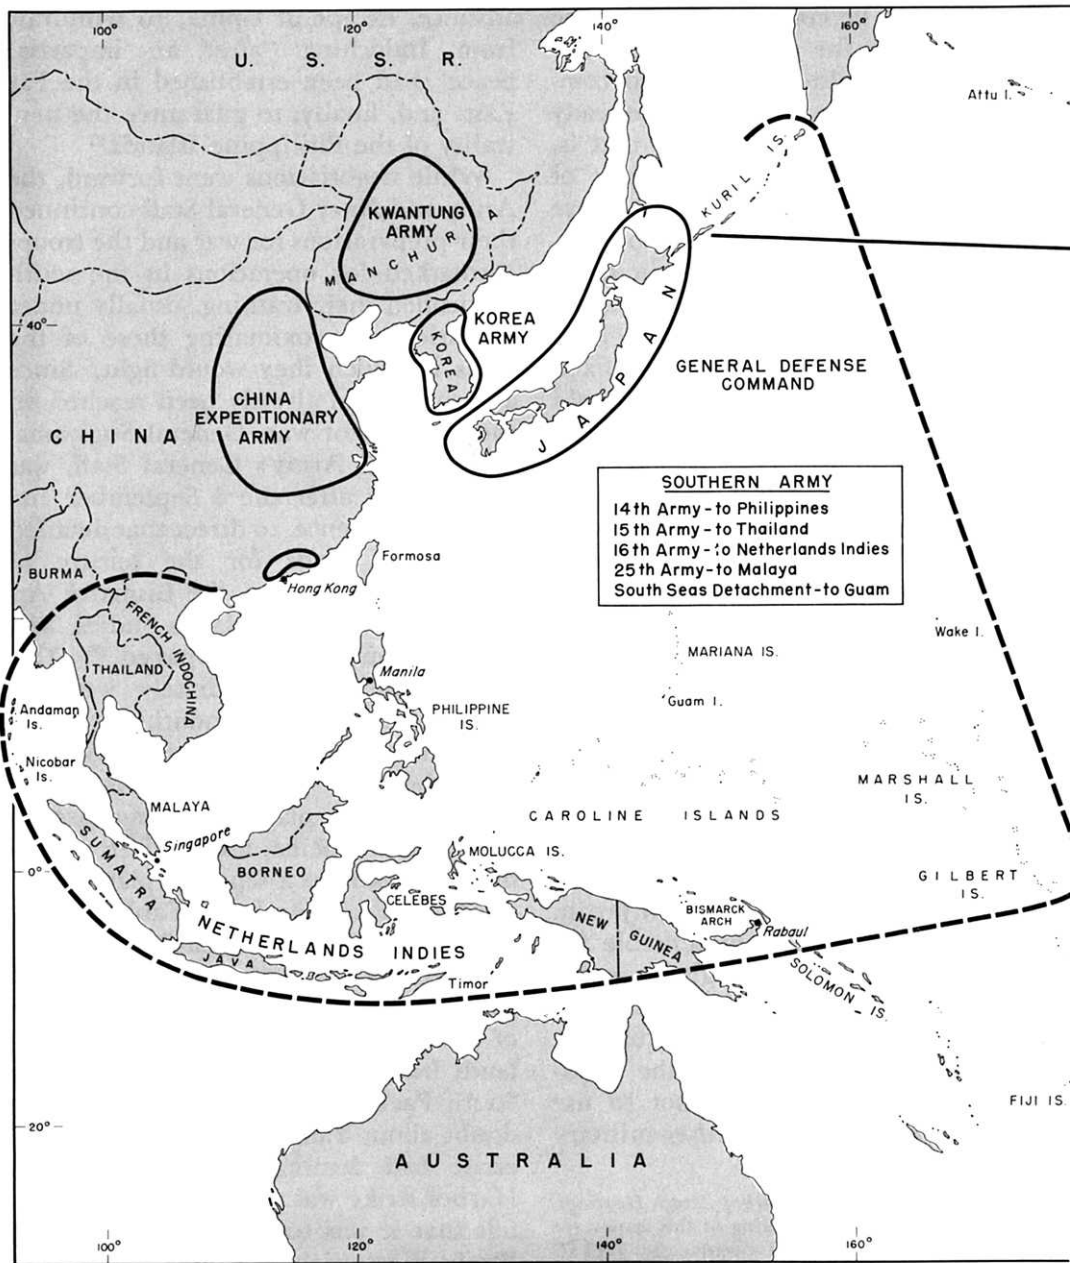 100°
120°
140°
160°
U. S. S. R.
Attu I.
KURIL IS.
KWANTUNG
ARMY
MANCHURIA
40°
KOREA
ARMY
KOREA
JAPAN
GENERAL DEFENSE
COMMAND
CHINA
EXPEDITIONARY
ARMY
CHINA
SOUTHERN ARMY
14th Army-to Philippines
15th Army-to Thailand
16th Army-to Netherlands Indies
25th Army-to Malaya
South Seas Detachment-to Guam
Formosa
BURMA
Hong Kong
FRENCH INDOCHINA
THAILAND
Wake I.
MARIANA IS.
Manila
Guam I.
Andaman
Is.
PHILIPPINE
IS.
Nicobar
Is.
MARSHALL
IS.
MALAYA
CAROLINE ISLANDS
Singapore
SUMATRA
MOLUCCA IS.
0°
BORNEO
GILBERT
IS.
CELEBES
BISMARCK
ARCH
NEW GUINEA
Rabaul
NETHERLANDS INDIES
JAVA
Timor
SOLOMON IS.
FIJI IS.
20°
AUSTRALIA
100°
120°
140°
160°